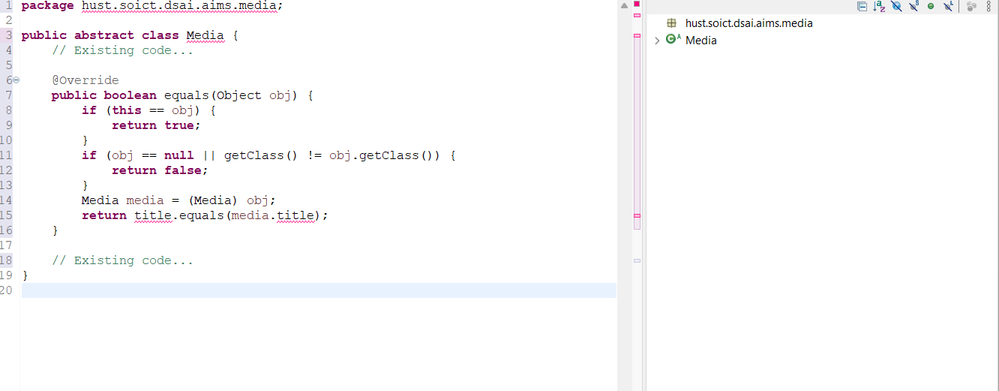 1 package hust.soict.dsai.aims.media;
2
3 public abstract class Media {
4     // Existing code...
5
6     @Override
7     public boolean equals(Object obj) {
8         if (this == obj) {
9             return true;
10         }
11         if (obj == null || getClass() != obj.getClass()) {
12             return false;
13         }
14         Media media = (Media) obj;
15         return title.equals(media.title);
16     }
17
18     // Existing code...
19 }
20
hust.soict.dsai.aims.media
Media